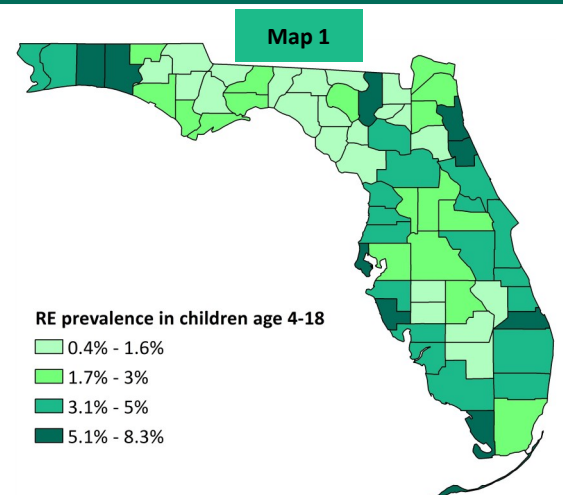 Map 1
RE prevalence in children age 4-18
0.4% - 1.6%
1.7% - 3%
3.1% - 5%
5.1% - 8.3%